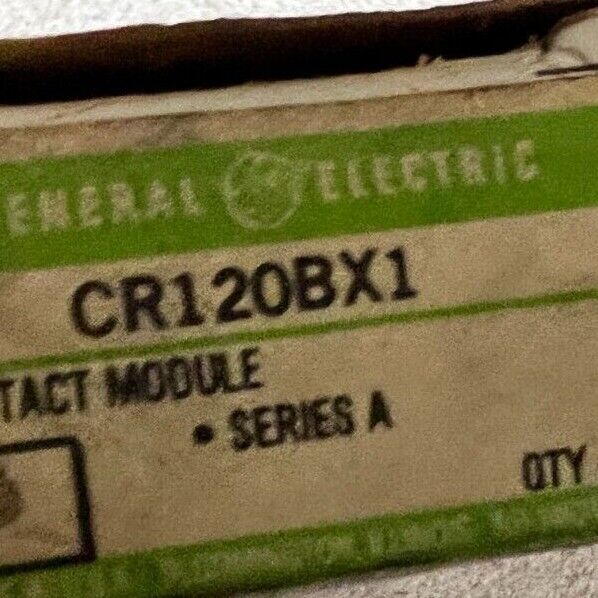 ENERAL ELECTRIC
CR120BX1
TACT MODULE
• SERIES A
QTY